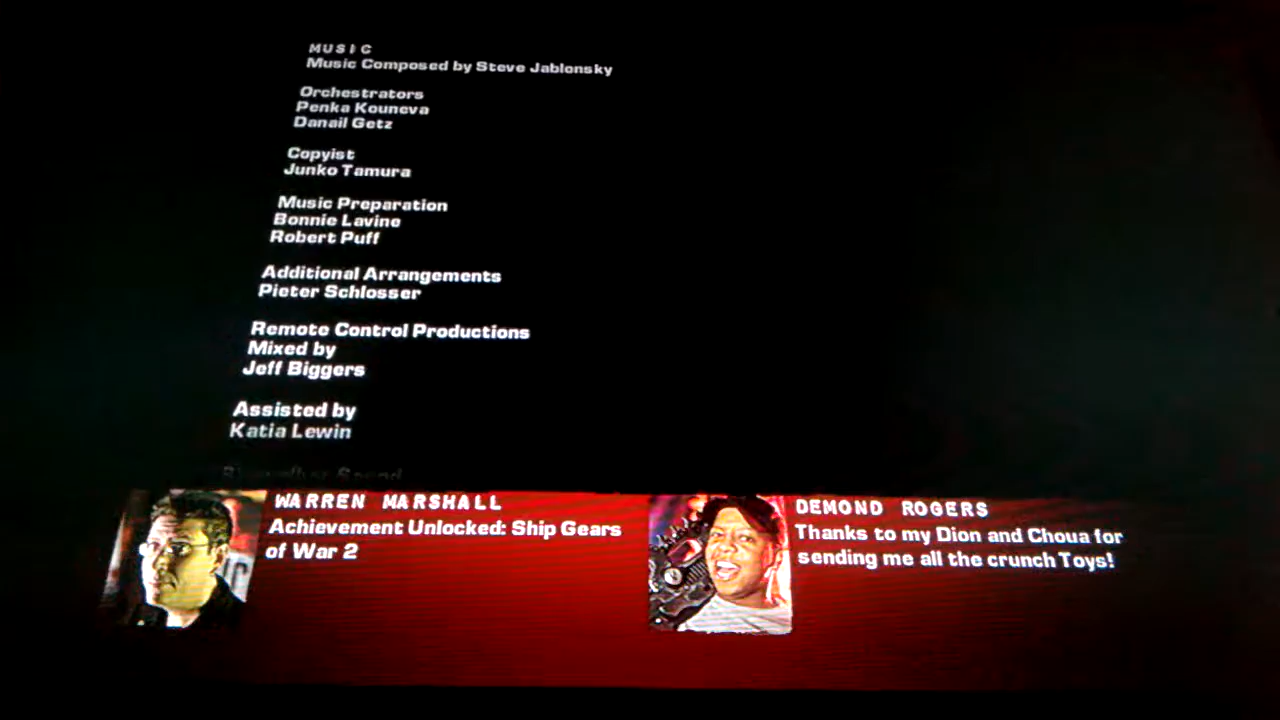 MUSIC
Music Composed by Steve Jablonsky
Orchestrators
Penka Kouneva
Danail Getz
Copyist
Junko Tamura
Music Preparation
Bonnie Lavine
Robert Puff
Additional Arrangements
Pieter Schlosser
Remote Control Productions
Mixed by
Jeff Biggers
Assisted by
Katia Lewin
WARREN MARSHALL
Achievement Unlocked: Ship Gears
of War 2
DEMOND ROGERS
Thanks to my Dion and Choua for
sending me all the crunch Toys!